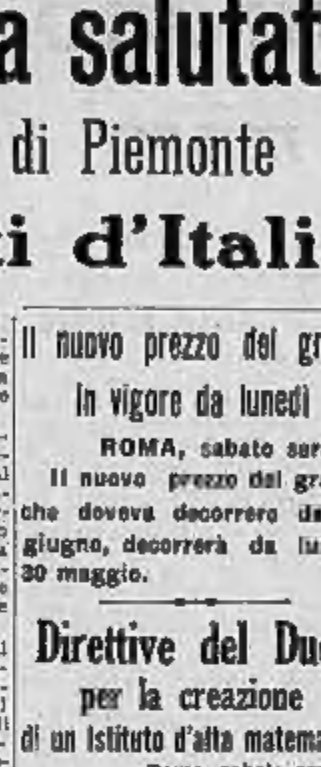 a salutat
di Piemonte
i d'Itali
Il nuovo prezzo del gr
in vigore da lunedì
ROMA, sabato ser
Il nuovo prezzo del gr
che doveva decorrere da
giugno, decorrerà da lu
30 maggio.
Direttive del Du
per la creazione
di un Istituto d'alta matema